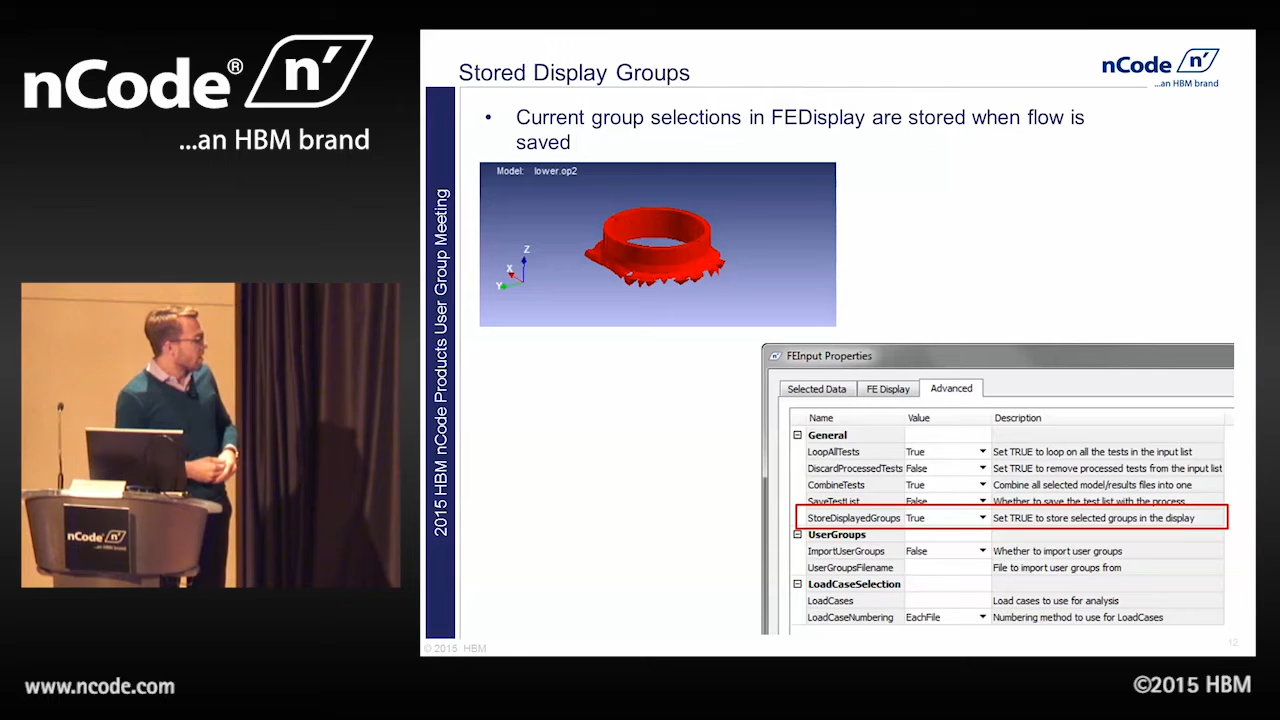 nCode® n'
...an HBM brand
nCode n'
...an HBM brand
Stored Display Groups
• Current group selections in FEDisplay are stored when flow is
saved
2015 HBM nCode Products User Group Meeting
Model: lower.op2
Z
X
Y
FEInput Properties
Selected Data FE Display Advanced
Name Value Description
General
LoopAllTests True Set TRUE to loop on all the tests in the input list
DiscardProcessedTests False Set TRUE to remove processed tests from the input list
CombineTests True Combine all selected model/results files into one
SaveTestList False Whether to save the test list with the process
StoreDisplayedGroups True Set TRUE to store selected groups in the display
UserGroups
ImportUserGroups False Whether to import user groups
UserGroupsFilename File to import user groups from
LoadCaseSelection
LoadCases Load cases to use for analysis
LoadCaseNumbering EachFile Numbering method to use for LoadCases
nCode n'
© 2015 HBM
12
www.ncode.com
©2015 HBM